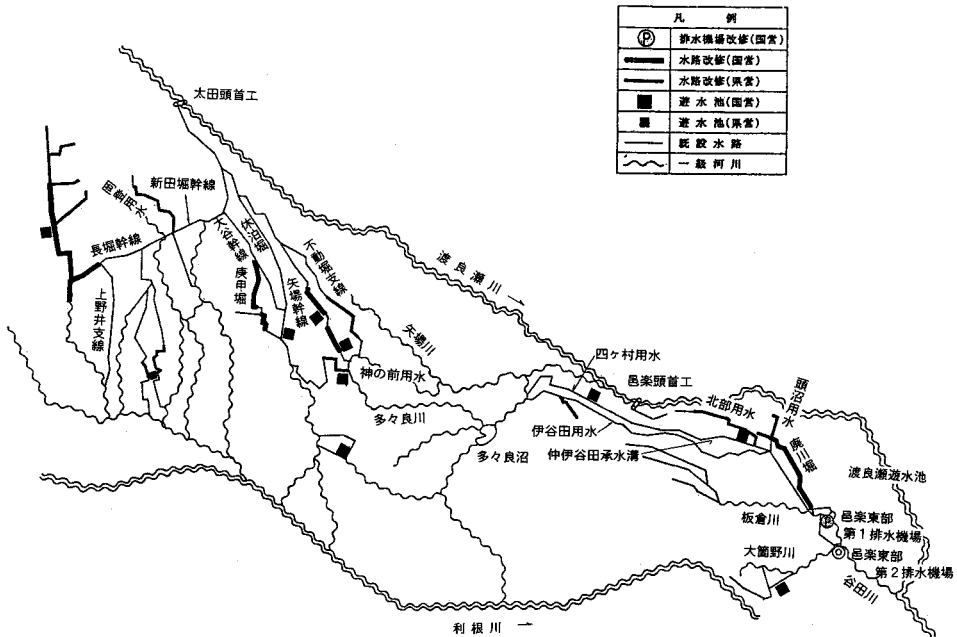 凡 例
Ⓟ 排水機場改修(国営)
水路改修(国営)
水路改修(県営)
遊水池(国営)
遊水池(県営)
既設水路
一級河川
太田頭首工
新田堀幹線
岡登用水
長堀幹線
上野井支線
大谷幹線
休泊堀
庚甲堀
矢場幹線
不動堀支線
渡良瀬川→
矢場川
神の前用水
多々良川
四ヶ村用水
邑楽頭首工
頭沼用水
北部用水
伊谷田用水
仲伊谷田承水溝
廃川堀
多々良沼
渡良瀬遊水池
板倉川
Ⓟ
邑楽東部
第1排水機場
大箇野川
邑楽東部
第2排水機場
谷田川
利根川→